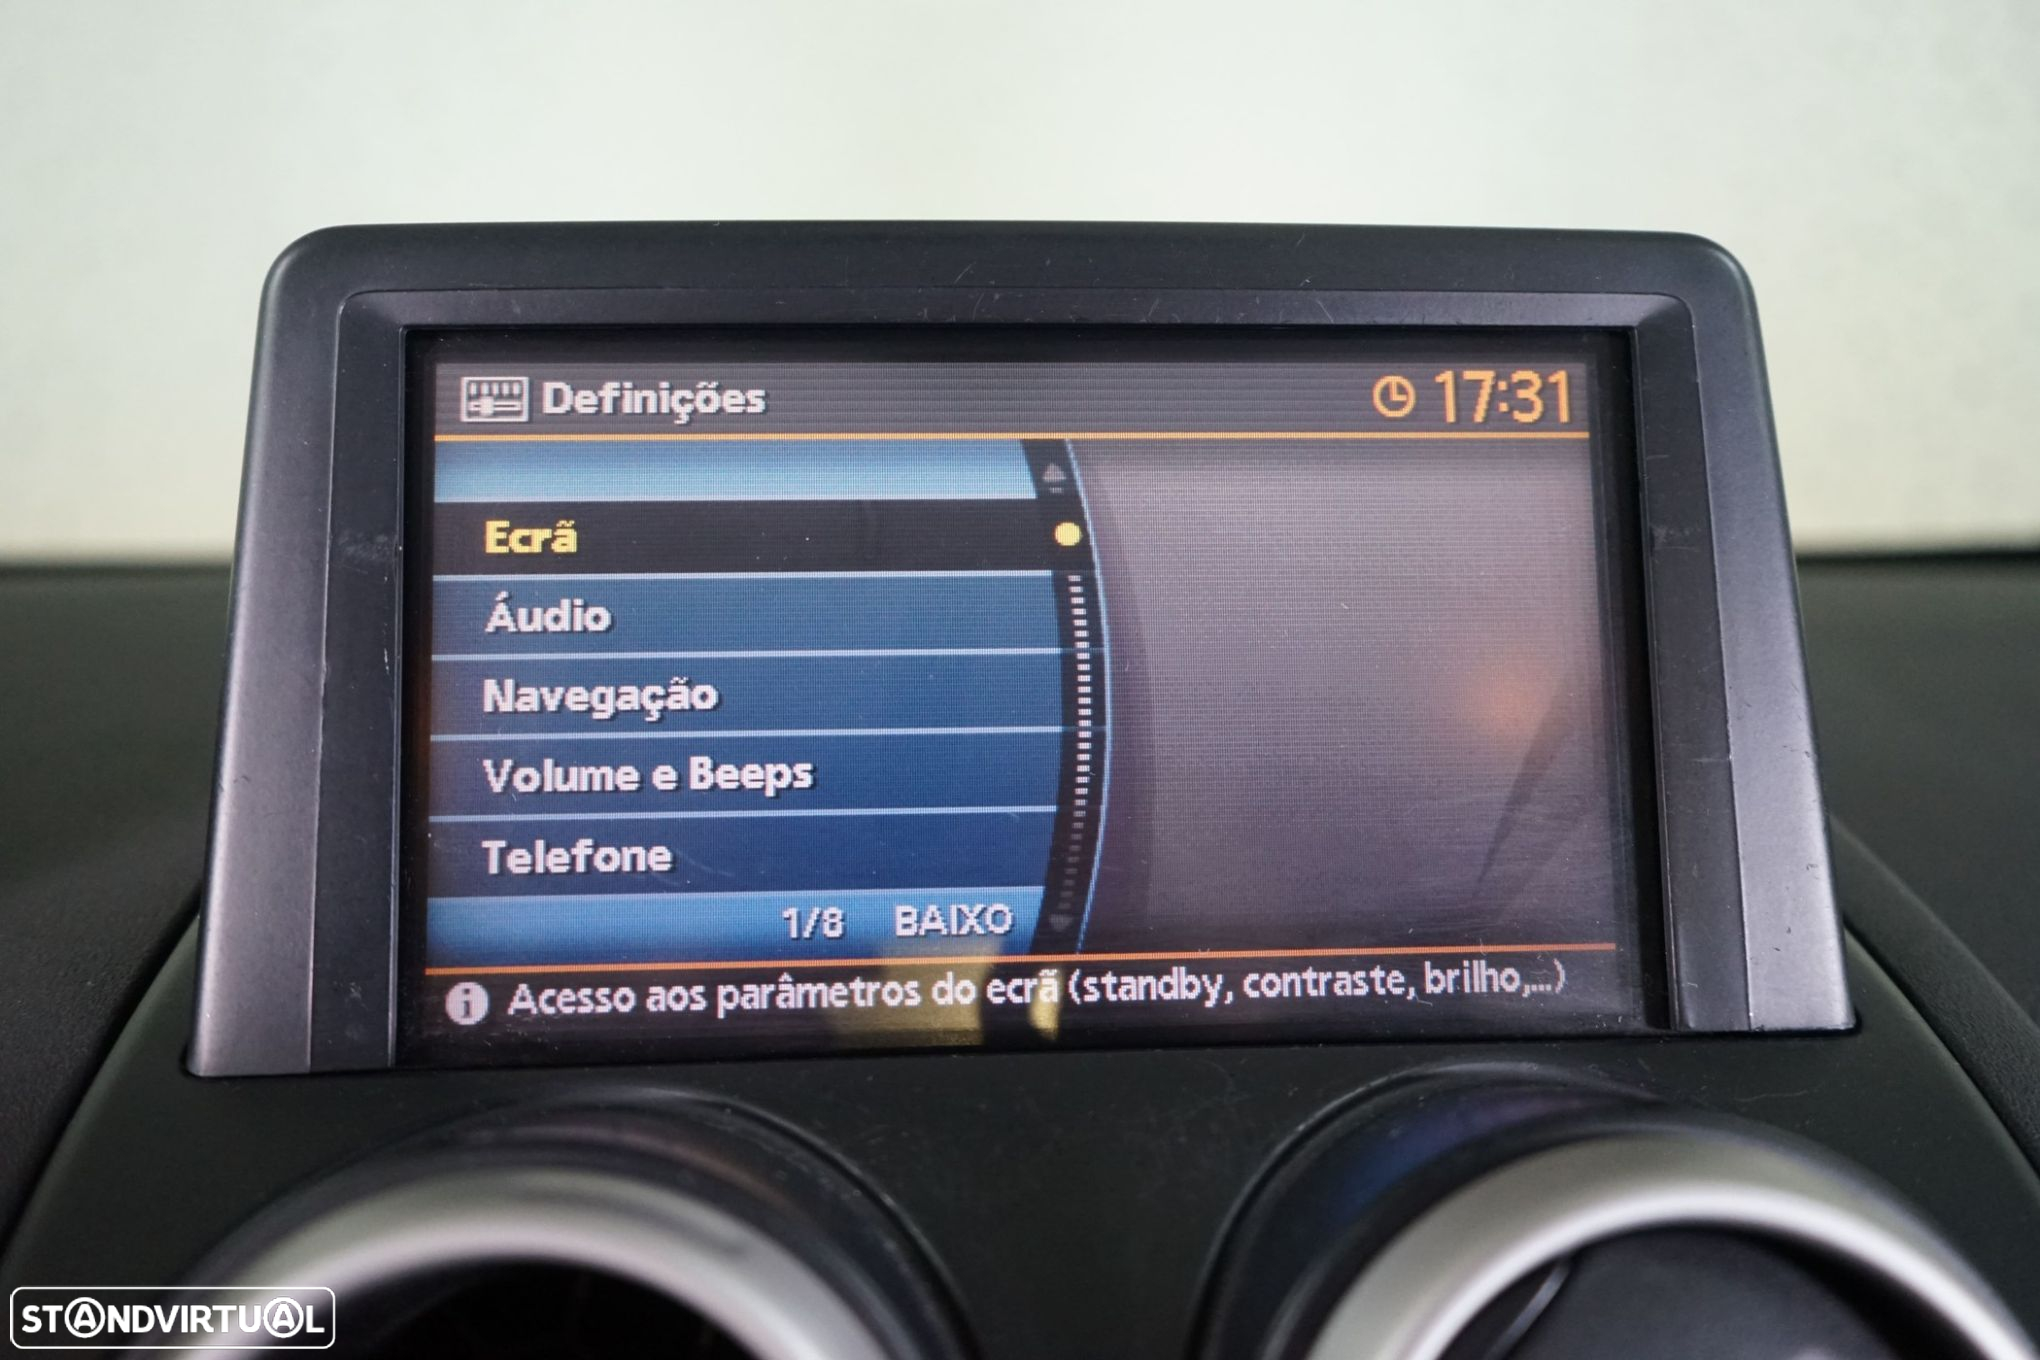 Definições
17:31
Ecrã
Áudio
Navegação
Volume e Beeps
Telefone
1/8 BAIXO
Acesso aos parâmetros do ecrã (standby, contraste, brilho,...)
STANDVIRTUAL